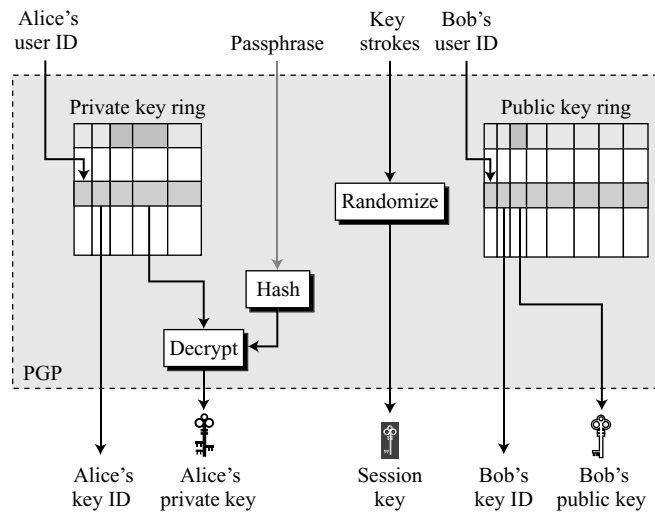 Alice's
user ID
Passphrase
Key
strokes
Bob's
user ID
Private key ring
Public key ring
Randomize
Hash
Decrypt
PGP
Alice's
key ID
Alice's
private key
Session
key
Bob's
key ID
Bob's
public key